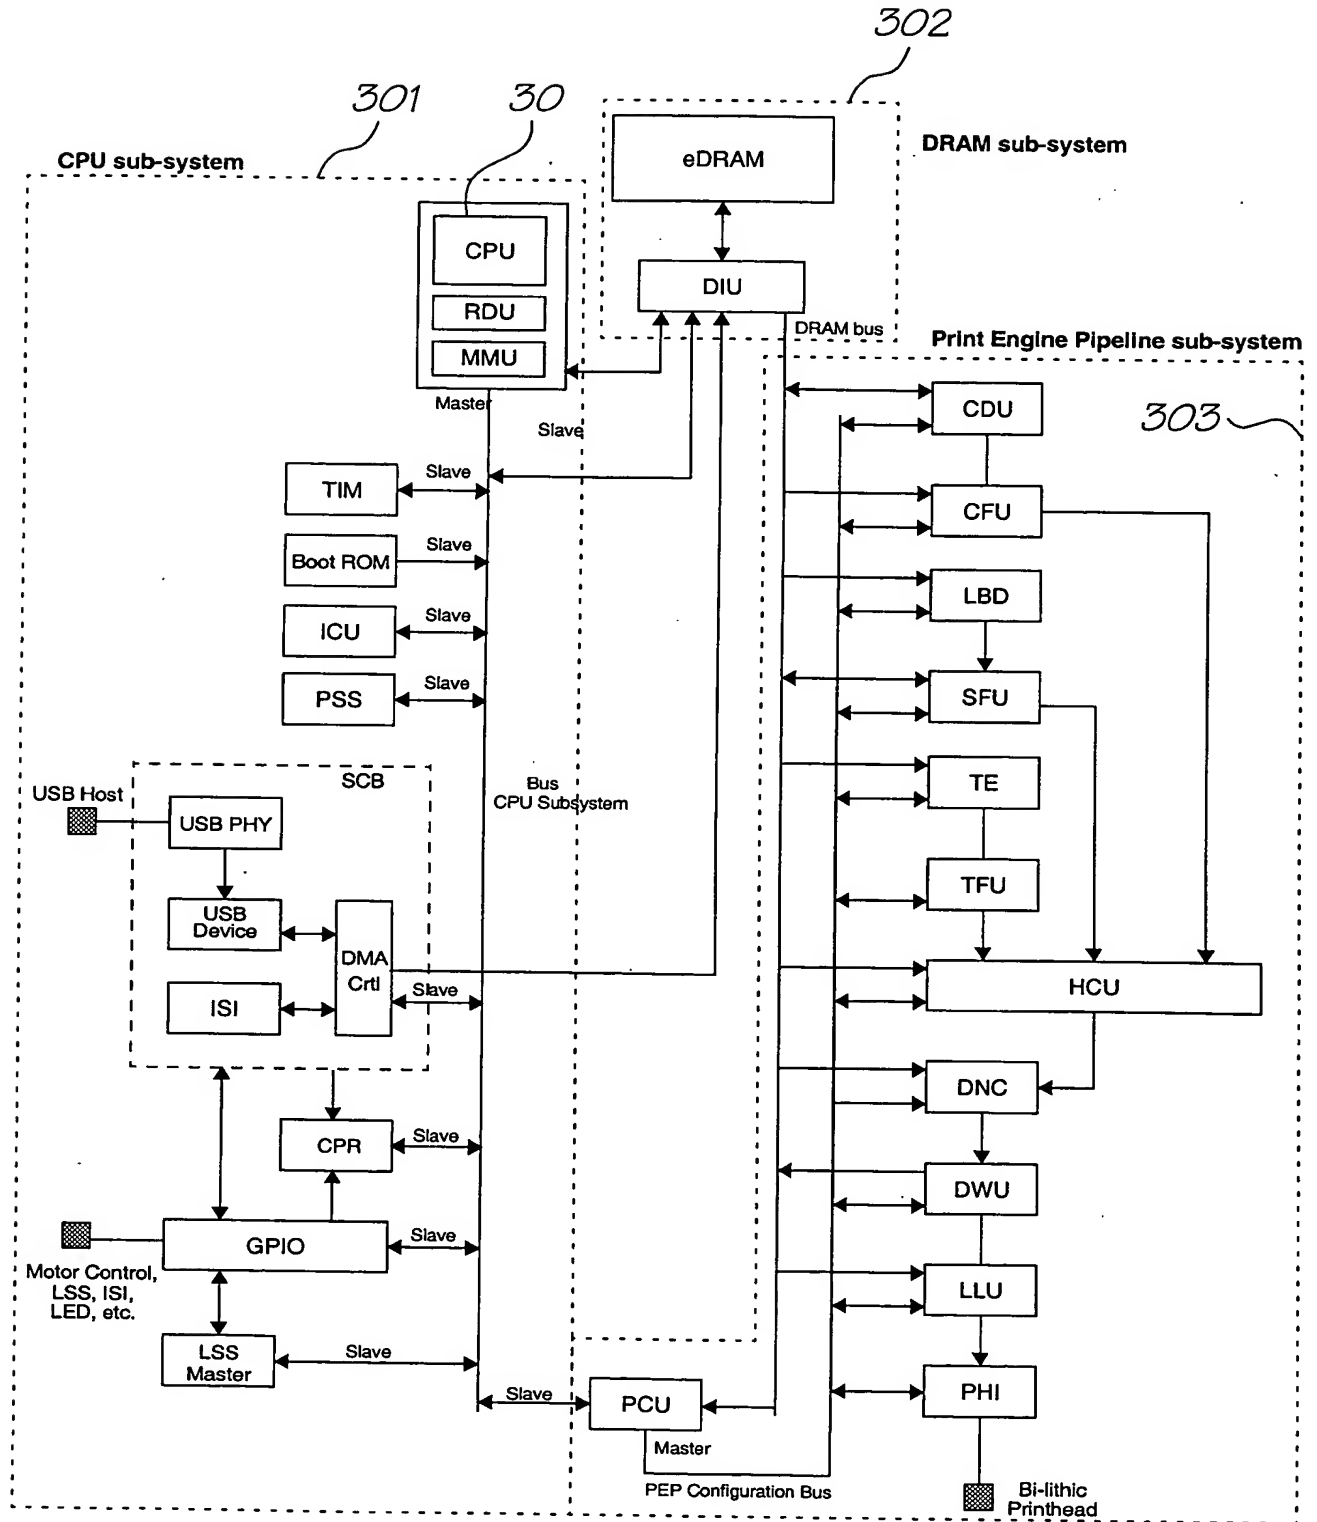 302
301
30
CPU sub-system
DRAM sub-system
eDRAM
CPU
RDU
MMU
DIU
DRAM bus
Print Engine Pipeline sub-system
Master
Slave
CDU
303
TIM
Slave
CFU
Boot ROM
Slave
LBD
ICU
Slave
PSS
Slave
SFU
SCB
Bus
CPU Subsystem
TE
USB Host
USB PHY
TFU
USB
Device
DMA
Crtl
Slave
ISI
HCU
DNC
CPR
Slave
DWU
GPIO
Slave
Motor Control,
LSS, ISI,
LED, etc.
LLU
LSS
Master
Slave
Slave
PCU
PHI
Master
PEP Configuration Bus
Bi-lithic
Printhead